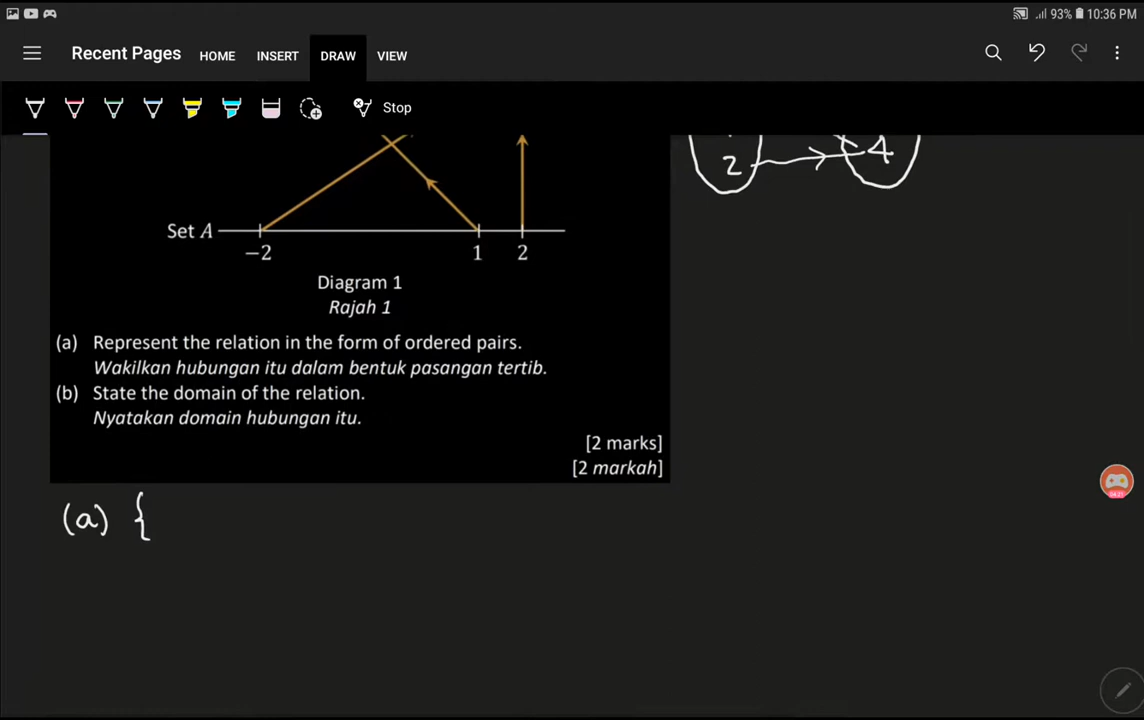 93% 10:36 PM
Recent Pages HOME INSERT DRAW VIEW
Stop
2 4
Set A
−2 1 2
Diagram 1
Rajah 1
(a) Represent the relation in the form of ordered pairs.
Wakilkan hubungan itu dalam bentuk pasangan tertib.
(b) State the domain of the relation.
Nyatakan domain hubungan itu.
[2 marks]
[2 markah]
(a) {